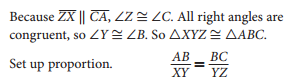 Because ZX ∥ CA, ∠Z ≅ ∠C. All right angles are
congruent, so ∠Y ≅ ∠B. So △XYZ ≅ △ABC.
Set up proportion. AB/XY = BC/YZ